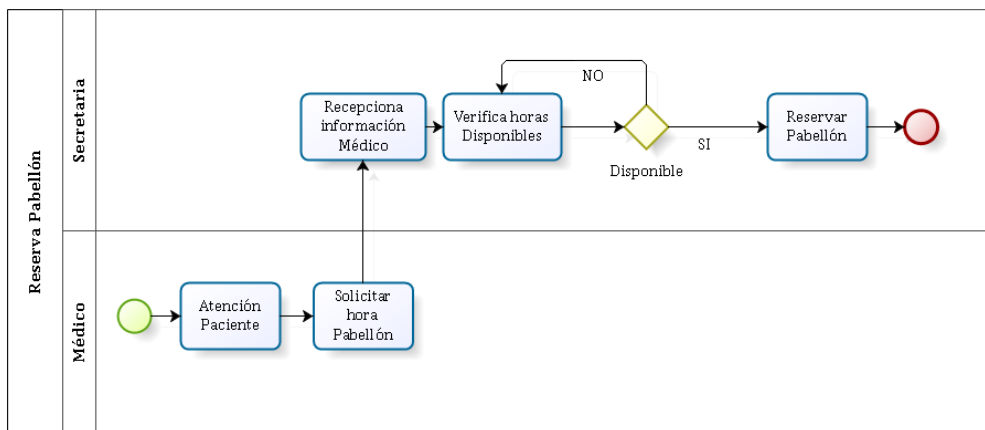 Reserva Pabellón
Secretaria
Recepciona
información
Médico
Verifica horas
Disponibles
NO
Disponible
SI
Reservar
Pabellón
Médico
Atención
Paciente
Solicitar
hora
Pabellón